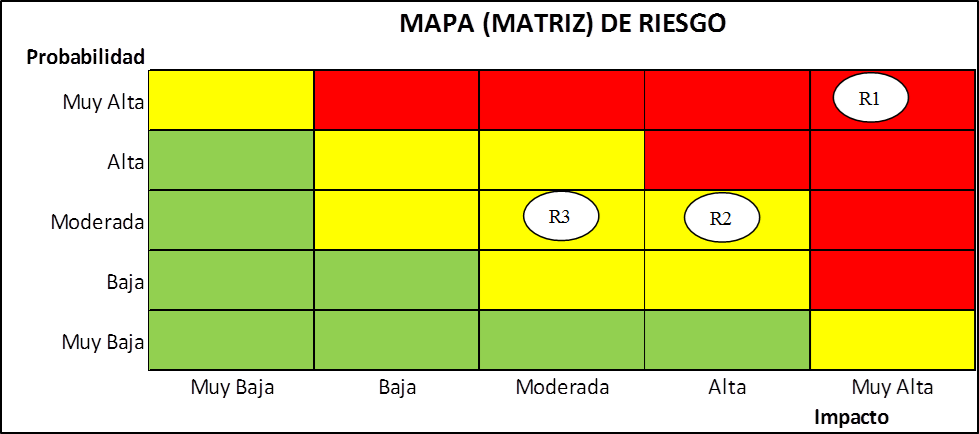 MAPA (MATRIZ) DE RIESGO
Probabilidad
Muy Alta
R1
Alta
Moderada
R3
R2
Baja
Muy Baja
Muy Baja
Baja
Moderada
Alta
Muy Alta
Impacto